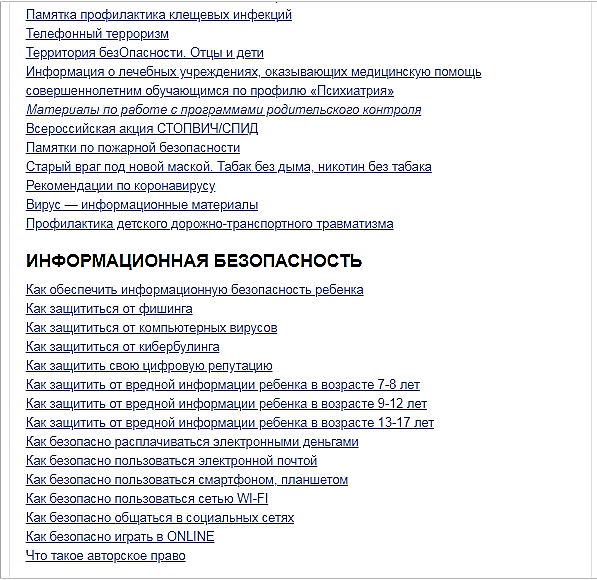 Памятка профилактика клещевых инфекций
Телефонный терроризм
Территория безОпасности. Отцы и дети
Информация о лечебных учреждениях, оказывающих медицинскую помощь
совершеннолетним обучающимся по профилю «Психиатрия»
Материалы по работе с программами родительского контроля
Всероссийская акция СТОПВИЧ/СПИД
Памятки по пожарной безопасности
Старый враг под новой маской. Табак без дыма, никотин без табака
Рекомендации по коронавирусу
Вирус — информационные материалы
Профилактика детского дорожно-транспортного травматизма
ИНФОРМАЦИОННАЯ БЕЗОПАСНОСТЬ
Как обеспечить информационную безопасность ребенка
Как защититься от фишинга
Как защититься от компьютерных вирусов
Как защититься от кибербулинга
Как защитить свою цифровую репутацию
Как защитить от вредной информации ребенка в возрасте 7-8 лет
Как защитить от вредной информации ребенка в возрасте 9-12 лет
Как защитить от вредной информации ребенка в возрасте 13-17 лет
Как безопасно расплачиваться электронными деньгами
Как безопасно пользоваться электронной почтой
Как безопасно пользоваться смартфоном, планшетом
Как безопасно пользоваться сетью WI-FI
Как безопасно общаться в социальных сетях
Как безопасно играть в ONLINE
Что такое авторское право